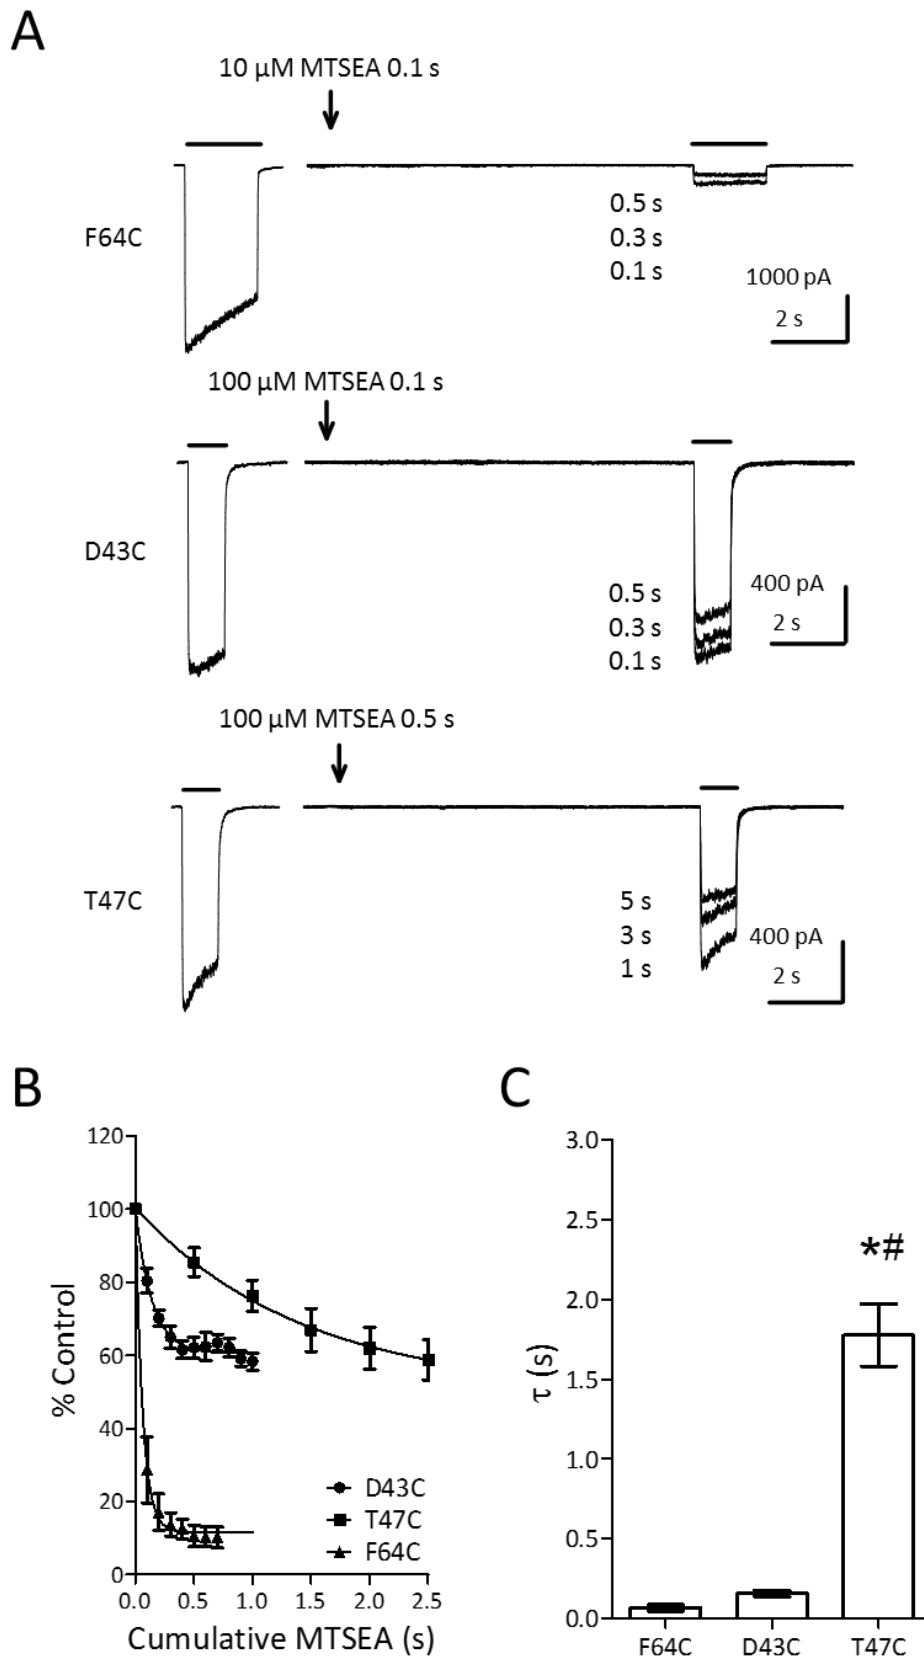 A
10 µM MTSEA 0.1 s
F64C
0.5 s
0.3 s
0.1 s
1000 pA
2 s
100 µM MTSEA 0.1 s
D43C
0.5 s
0.3 s
0.1 s
400 pA
2 s
100 µM MTSEA 0.5 s
T47C
5 s
3 s
1 s
400 pA
2 s
B
120
100
80
60
40
20
0
% Control
0.0 0.5 1.0 1.5 2.0 2.5
Cumulative MTSEA (s)
D43C
T47C
F64C
C
3.0
2.5
2.0
1.5
1.0
0.5
0.0
τ (s)
*#
F64C D43C T47C